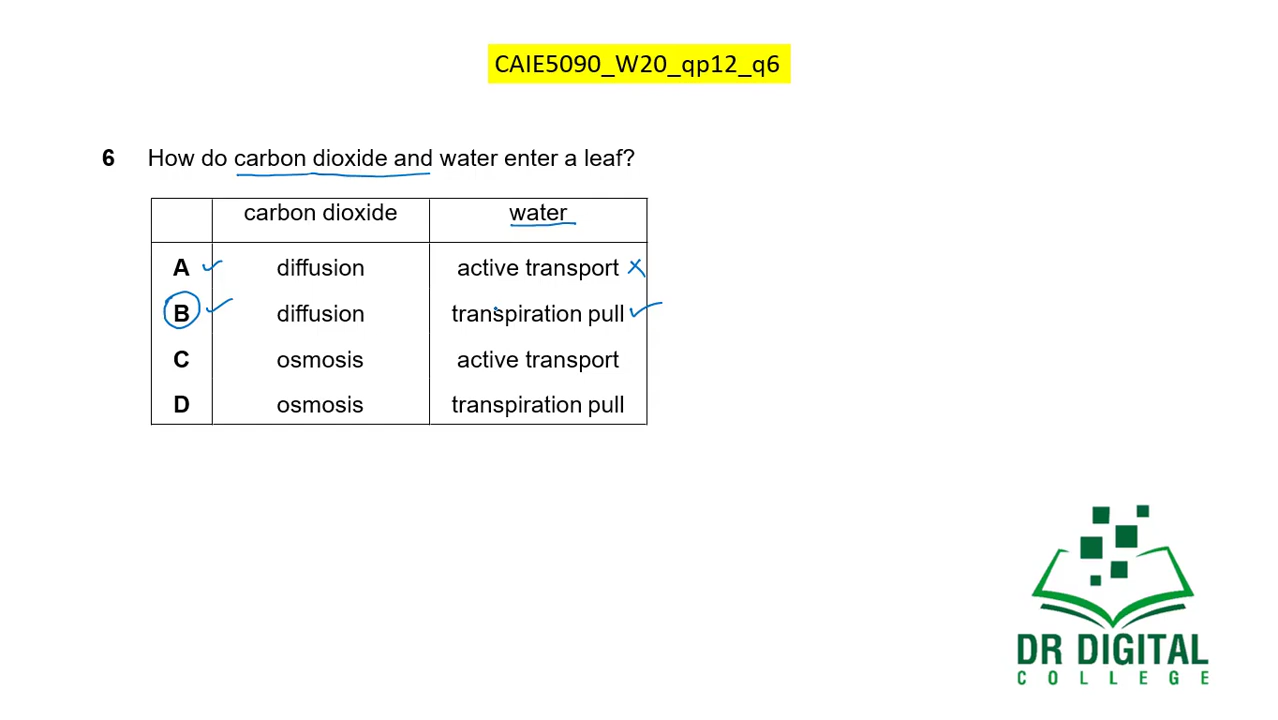 CAIE5090_W20_qp12_q6
6 How do carbon dioxide and water enter a leaf?
carbon dioxide water
A diffusion active transport
B diffusion transpiration pull
C osmosis active transport
D osmosis transpiration pull
DR DIGITAL
COLLEGE